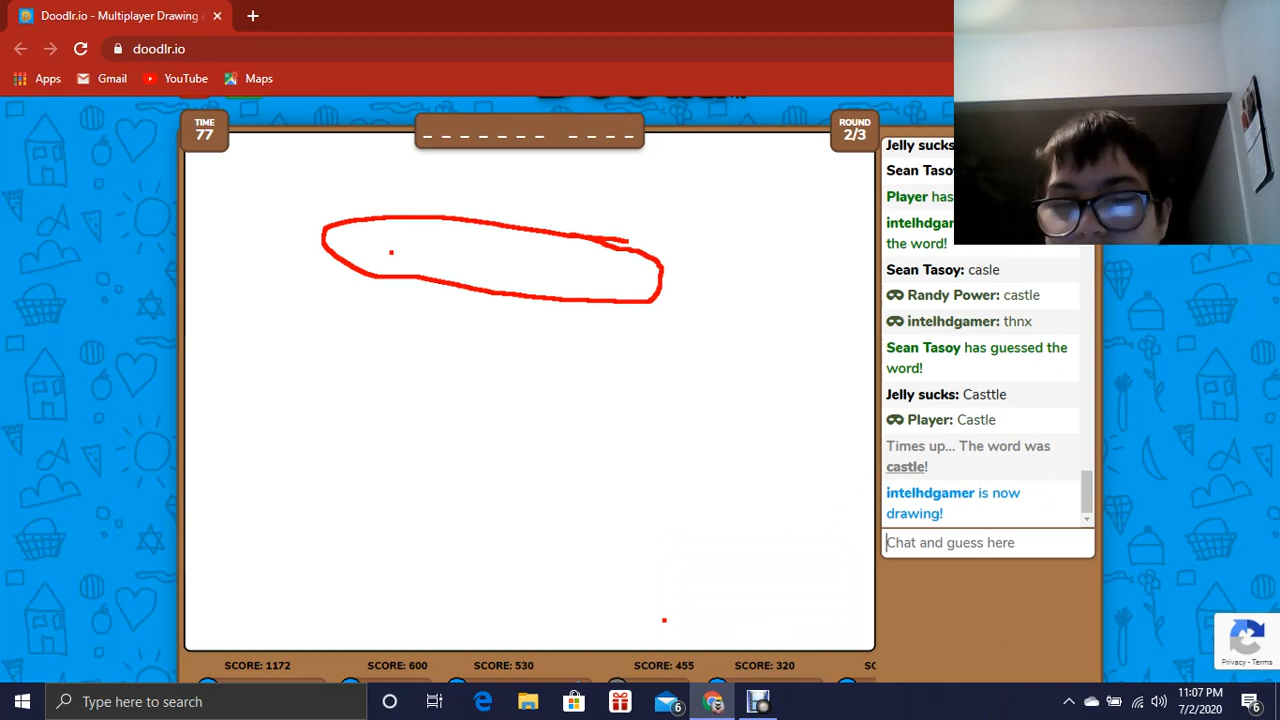 Doodlr.io - Multiplayer Drawing
doodlr.io
Apps Gmail YouTube Maps
TIME
77
_ _ _ _ _ _ _ _ _ _ _
ROUND
2/3
Jelly sucks:
Sean Tasoy
Player has
intelhdgamer
the word!
Sean Tasoy: casle
Randy Power: castle
intelhdgamer: thnx
Sean Tasoy has guessed the
word!
Jelly sucks: Casttle
Player: Castle
Times up... The word was
castle!
intelhdgamer is now
drawing!
Chat and guess here
SCORE: 1172 SCORE: 600 SCORE: 530 SCORE: 455 SCORE: 320
Privacy - Terms
Type here to search
6
11:07 PM
7/2/2020
6